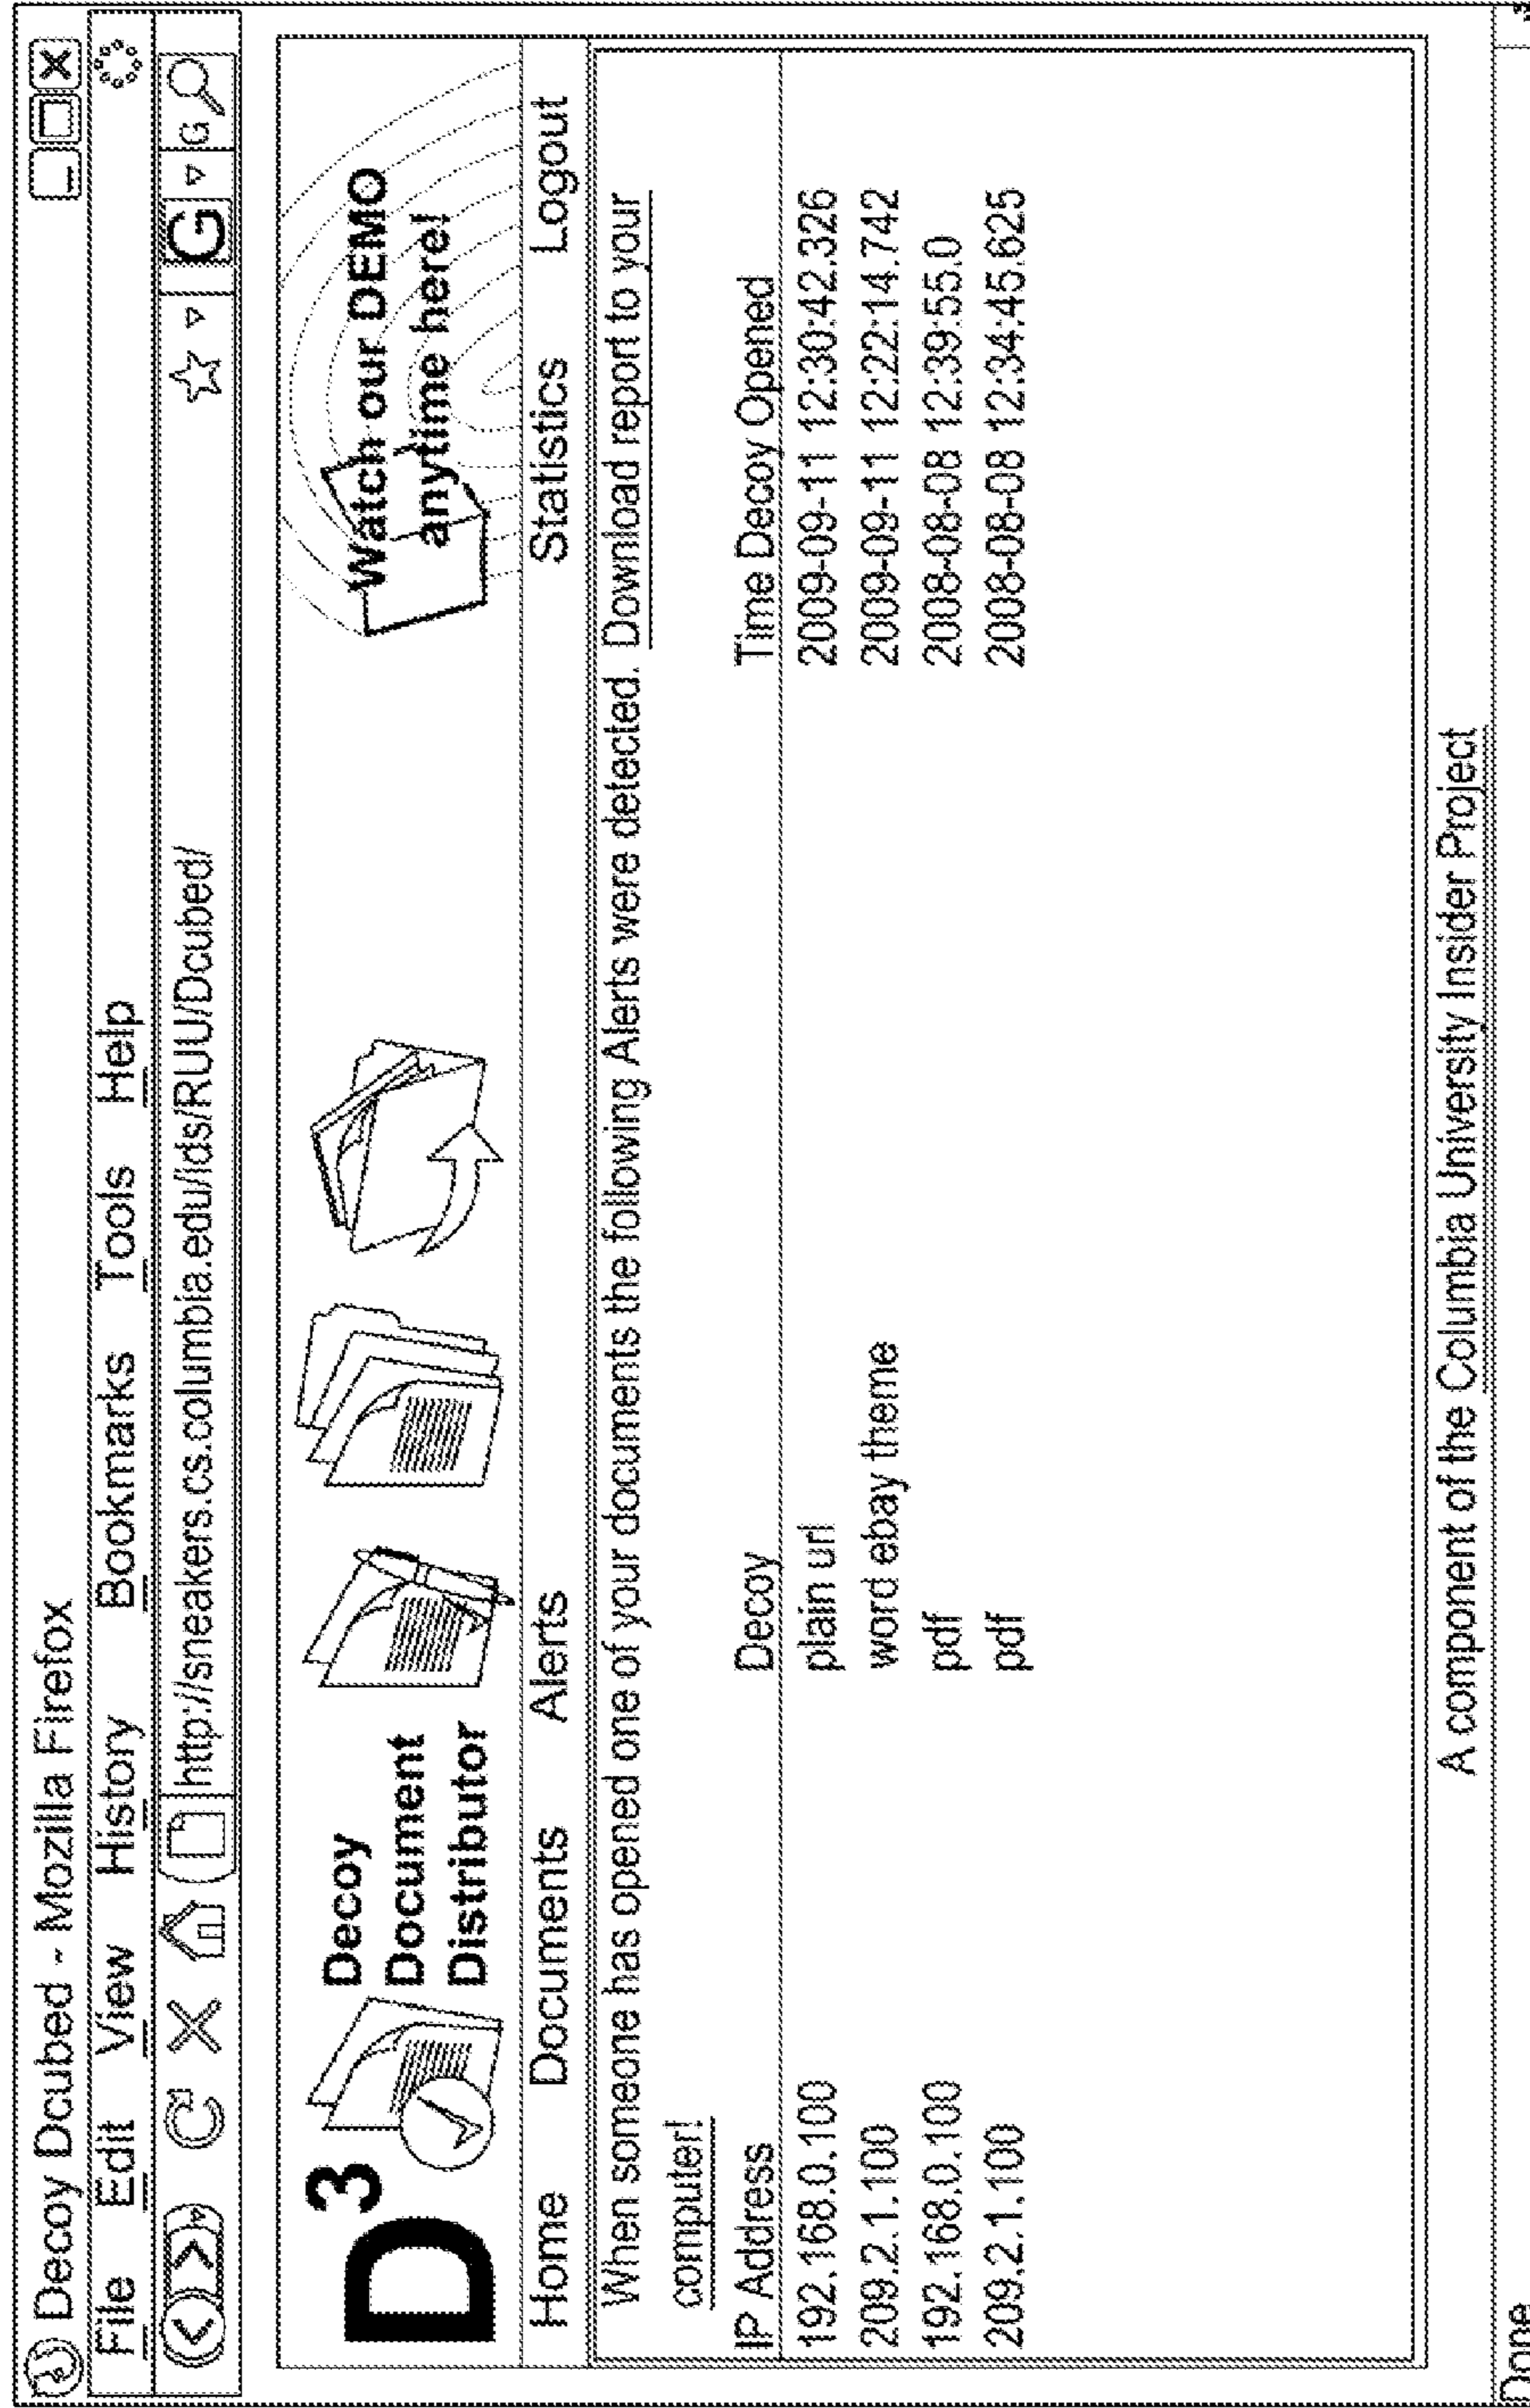 Decoy Dcubed - Mozilla Firefox
File Edit View History Bookmarks Tools Help
http://sneakers.cs.columbia.edu/ids/RUU/Dcubed/ G G
D3 Decoy
Document
Distributor
Watch our DEMO
anytime here!
Home Documents Alerts Statistics Logout
When someone has opened one of your documents the following Alerts were detected. Download report to your
computer!
IP Address Decoy Time Decoy Opened
192.168.0.100 plain url 2009-09-11 12:30:42.326
209.2.1.100 word ebay theme 2009-09-11 12:22:14.742
192.168.0.100 pdf 2008-08-08 12:39:55.0
209.2.1.100 pdf 2008-08-08 12:34:45.625
A component of the Columbia University Insider Project
Done